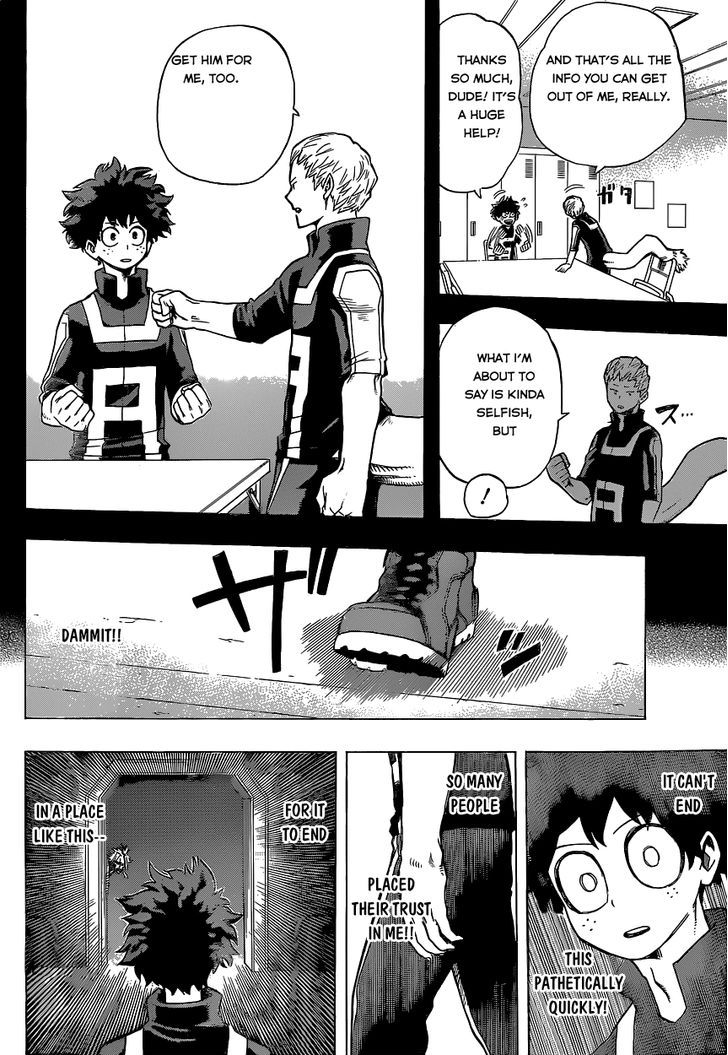 AND THAT'S ALL THE
INFO YOU CAN GET
OUT OF ME, REALLY.
THANKS
SO MUCH,
DUDE! IT'S
A HUGE
HELP!
ガタ
WHAT I'M
ABOUT TO
SAY IS KINDA
SELFISH,
BUT
!
ス…
GET HIM FOR
ME, TOO.
ザッ
DAMMIT!!
IT CAN'T
END
THIS
PATHETICALLY
QUICKLY!
SO MANY
PEOPLE
PLACED
THEIR TRUST
IN ME!!
FOR IT
TO END
IN A PLACE
LIKE THIS--